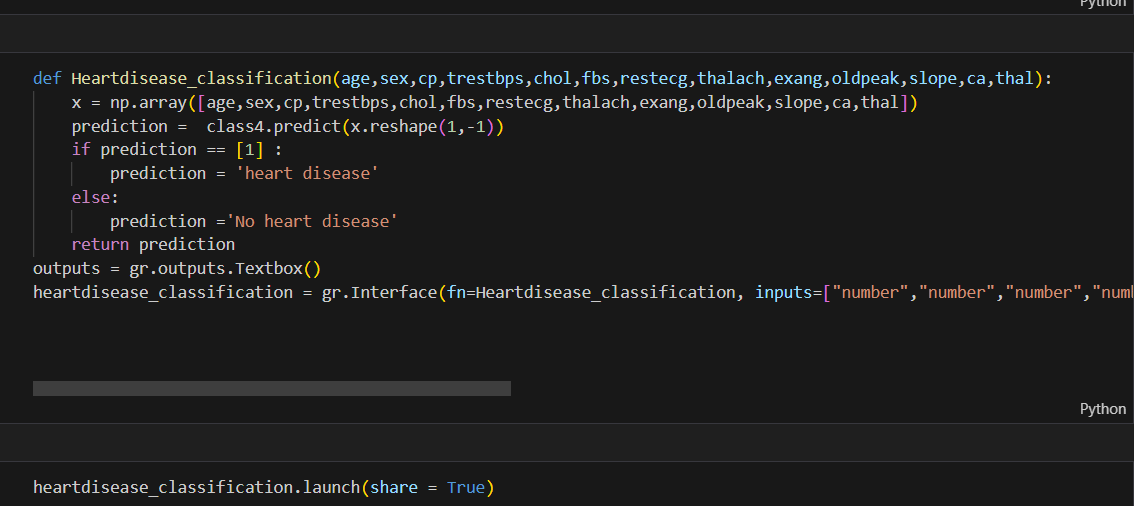 Python
def Heartdisease_classification(age,sex,cp,trestbps,chol,fbs,restecg,thalach,exang,oldpeak,slope,ca,thal):
    x = np.array([age,sex,cp,trestbps,chol,fbs,restecg,thalach,exang,oldpeak,slope,ca,thal])
    prediction =  class4.predict(x.reshape(1,-1))
    if prediction == [1] :
        prediction = 'heart disease'
    else:
        prediction ='No heart disease'
    return prediction
outputs = gr.outputs.Textbox()
heartdisease_classification = gr.Interface(fn=Heartdisease_classification, inputs=["number","number","number",
Python
heartdisease_classification.launch(share = True)